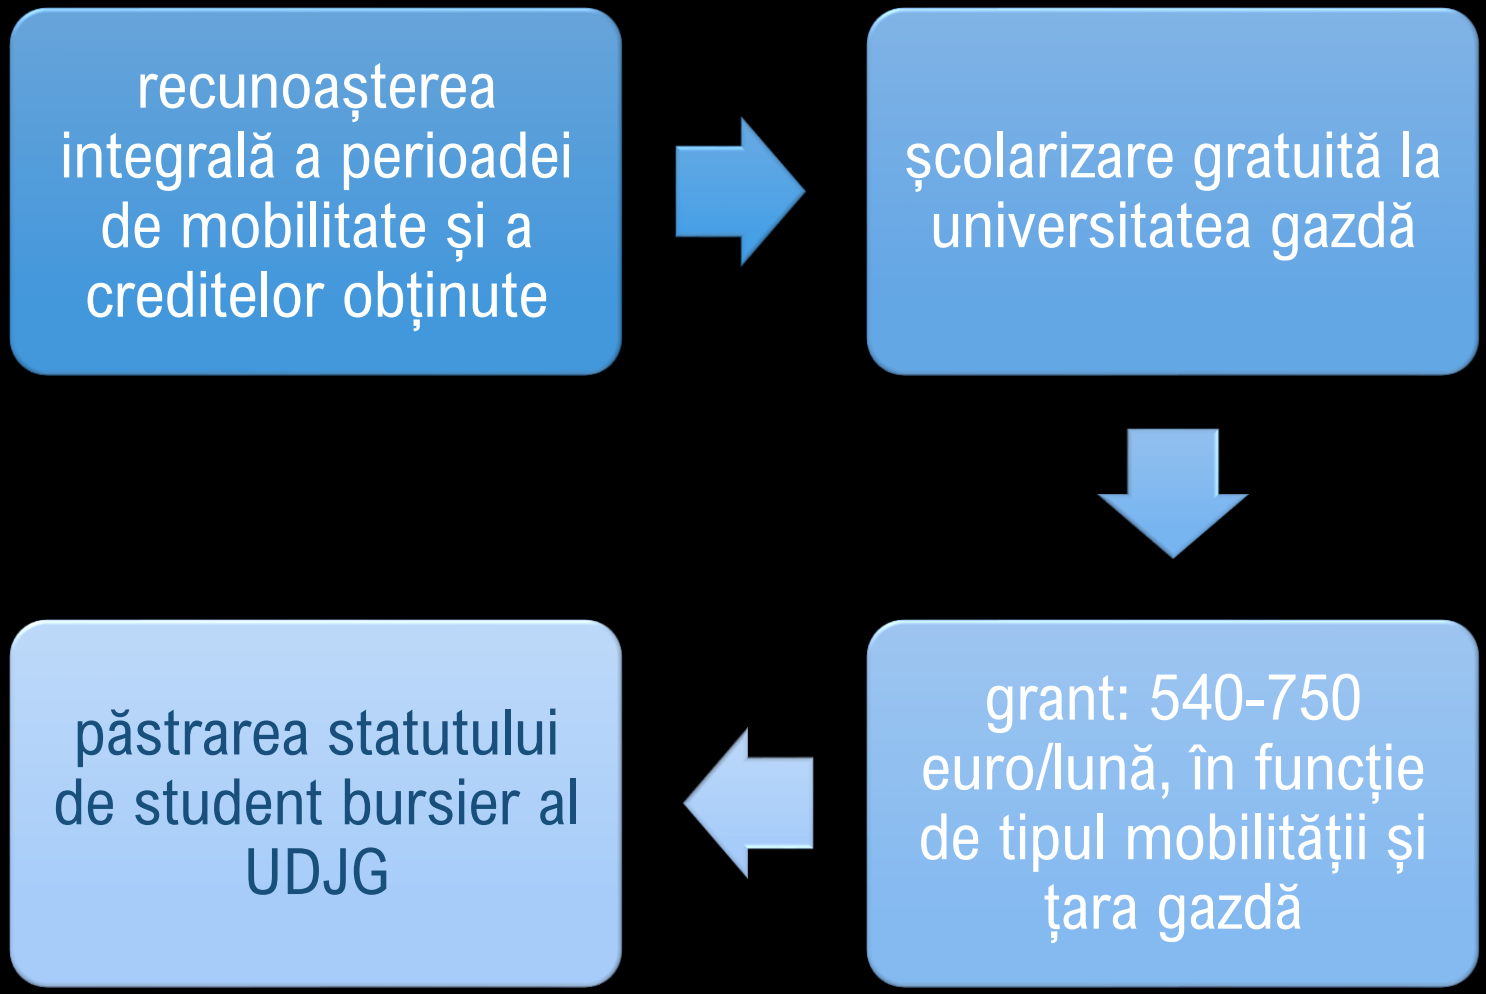 recunoașterea
integrală a perioadei
de mobilitate și a
creditelor obținute
școlarizare gratuită la
universitatea gazdă
grant: 540-750
euro/lună, în funcție
de tipul mobilității și
țara gazdă
păstrarea statutului
de student bursier al
UDJG